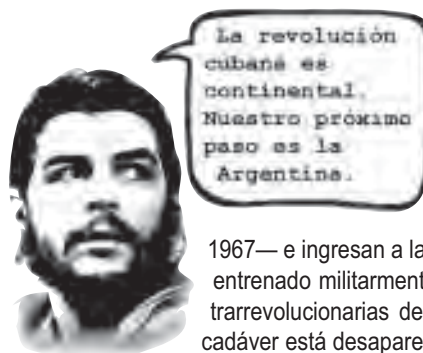 La revolución
cubana es
continental.
Nuestro próximo
paso es la
Argentina.
1967— e ingresan a la
entrenado militarment
trarrevolucionarias de
cadáver está desapare